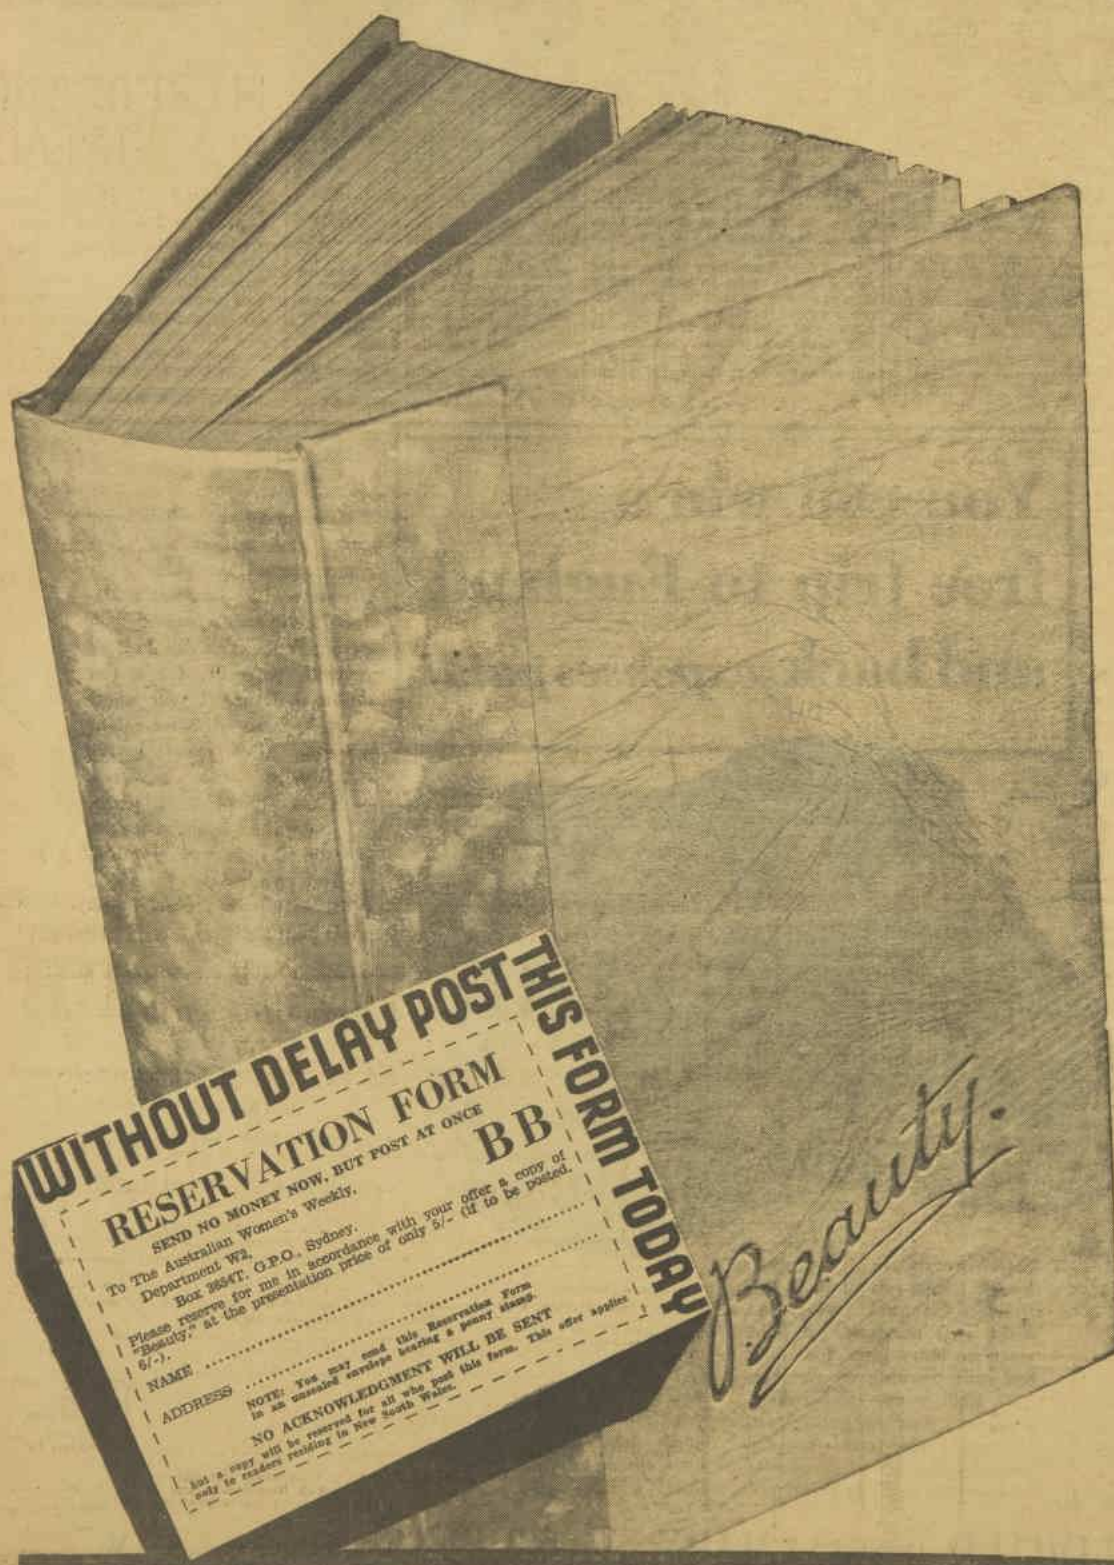 WITHOUT DELAY POST
THIS FORM TODAY
RESERVATION FORM
SEND NO MONEY NOW, BUT POST AT ONCE
BB
To The Australian Women's Weekly,
Department W2,
Box 3854T, G.P.O., Sydney.
Please reserve for me in accordance with your offer a copy of
"Beauty," at the presentation price of only 5/- (if to be posted,
6/-).
NAME
ADDRESS
NOTE: You may send this Reservation Form
in an unsealed envelope bearing a penny stamp.
NO ACKNOWLEDGMENT WILL BE SENT
but a copy will be reserved for all who post this form. This offer applies
only to readers residing in New South Wales.
Beauty.